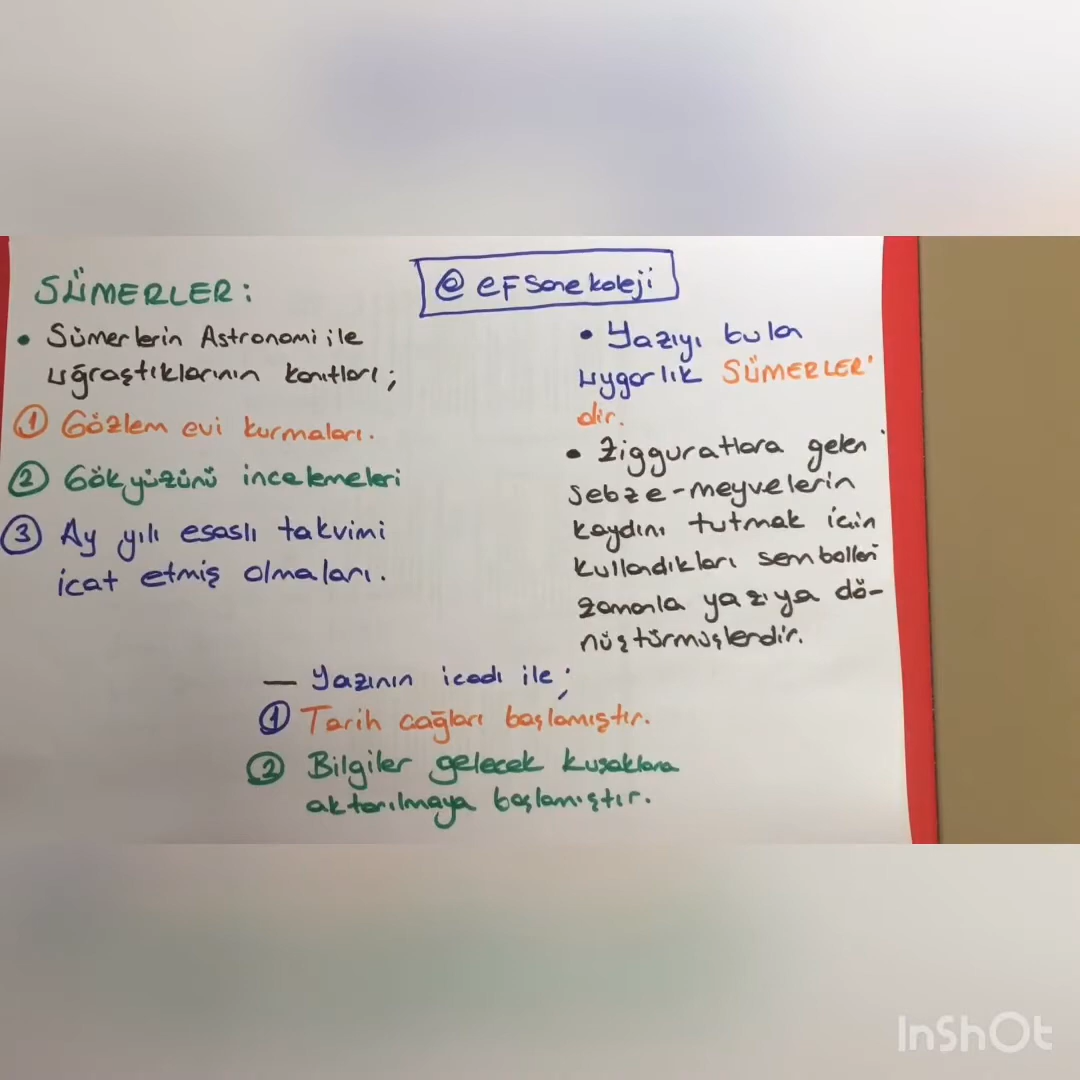 SÜMERLER:
@efsanekoleji
• Sümerlerin Astronomi ile
uğraştıklarının kanıtları;
① Gözlem evi kurmaları.
② Gökyüzünü incelemeleri
③ Ay yılı esaslı takvimi
icat etmiş olmaları.
• Yazıyı bulan
uygarlık SÜMERLER'
dir.
• Zigguratlara gelen
sebze-meyvelerin
kaydını tutmak için
kullandıkları sembolleri
zamanla yazıya dö-
nüştürmüşlerdir.
— Yazının icadı ile;
① Tarih çağları başlamıştır.
② Bilgiler gelecek kuşaklara
aktarılmaya başlamıştır.
InShOt